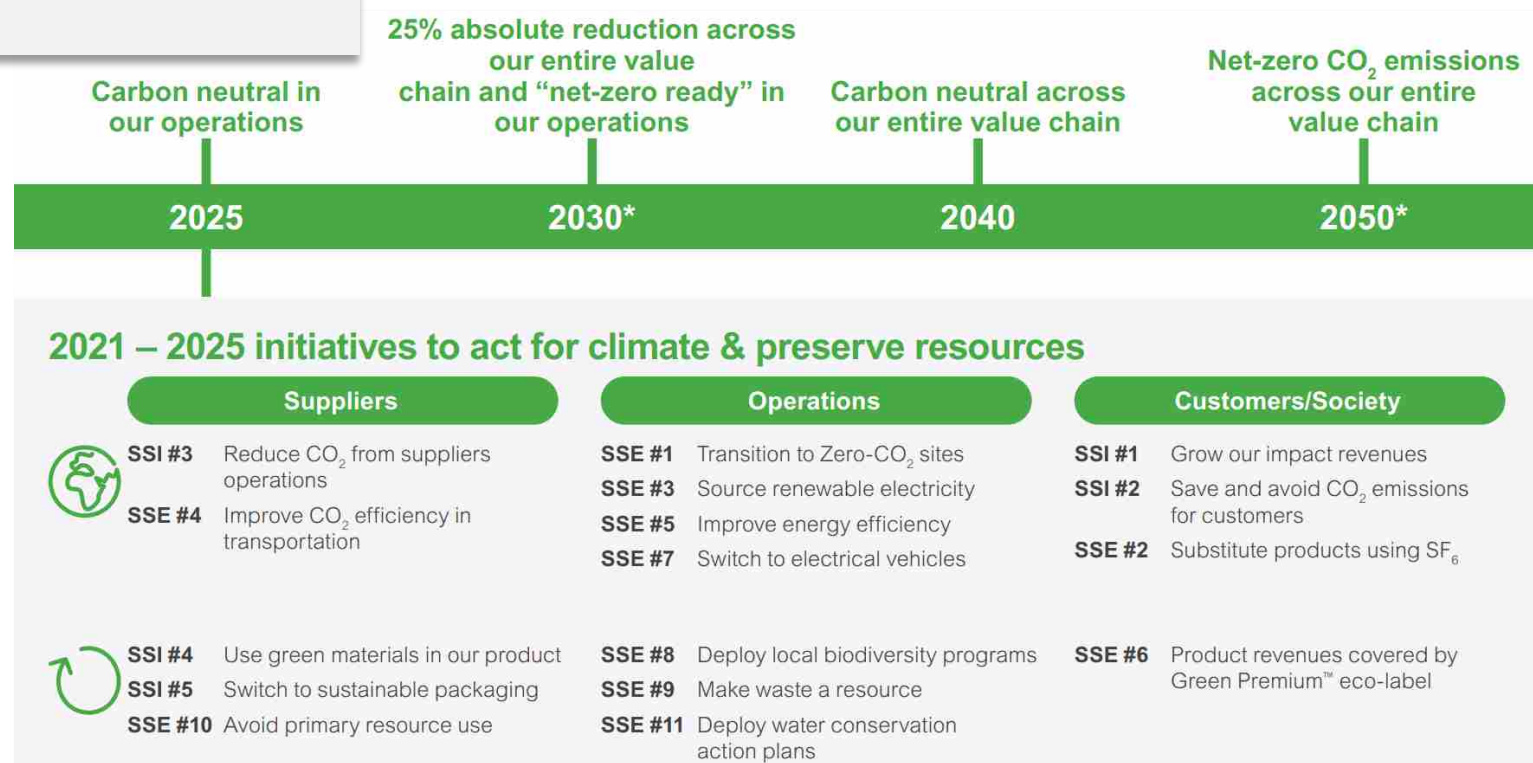 25% absolute reduction across
our entire value
chain and “net-zero ready” in
our operations
Carbon neutral in
our operations
Carbon neutral across
our entire value chain
Net-zero CO₂ emissions
across our entire
value chain
2025
2030*
2040
2050*
2021 – 2025 initiatives to act for climate & preserve resources
Suppliers
SSI #3 Reduce CO₂ from suppliers
operations
SSE #4 Improve CO₂ efficiency in
transportation
SSI #4 Use green materials in our product
SSI #5 Switch to sustainable packaging
SSE #10 Avoid primary resource use
Operations
SSE #1 Transition to Zero-CO₂ sites
SSE #3 Source renewable electricity
SSE #5 Improve energy efficiency
SSE #7 Switch to electrical vehicles
SSE #8 Deploy local biodiversity programs
SSE #9 Make waste a resource
SSE #11 Deploy water conservation
action plans
Customers/Society
SSI #1 Grow our impact revenues
SSI #2 Save and avoid CO₂ emissions
for customers
SSE #2 Substitute products using SF₆
SSE #6 Product revenues covered by
Green Premium™ eco-label